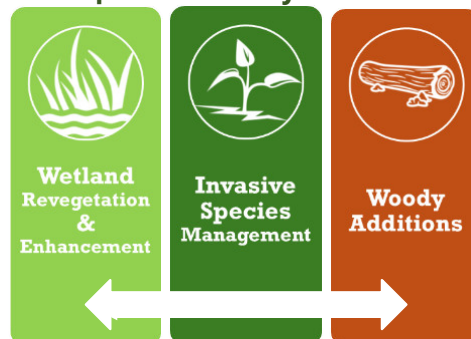 Wetland
Revegetation
&
Enhancement
Invasive
Species
Management
Woody
Additions